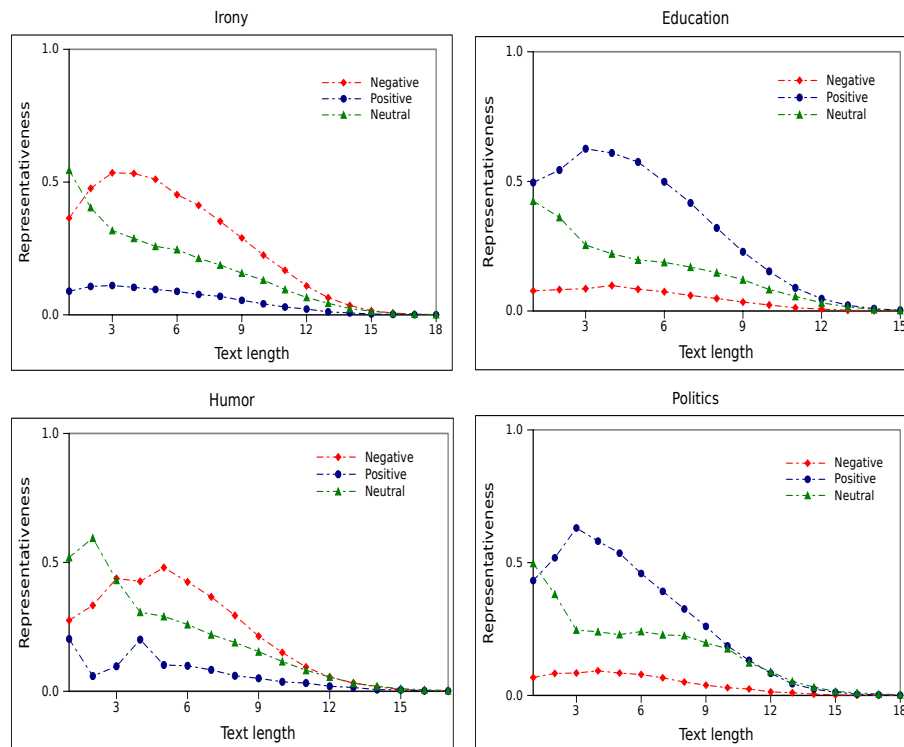 Irony
1.0
Negative
Positive
Neutral
0.5
0.0
3 6 9 12 15 18
Representativeness
Text length
Education
1.0
Negative
Positive
Neutral
0.5
0.0
3 6 9 12 15
Representativeness
Text length
Humor
1.0
Negative
Positive
Neutral
0.5
0.0
3 6 9 12 15
Representativeness
Text length
Politics
1.0
Negative
Positive
Neutral
0.5
0.0
3 6 9 12 15 18
Representativeness
Text length